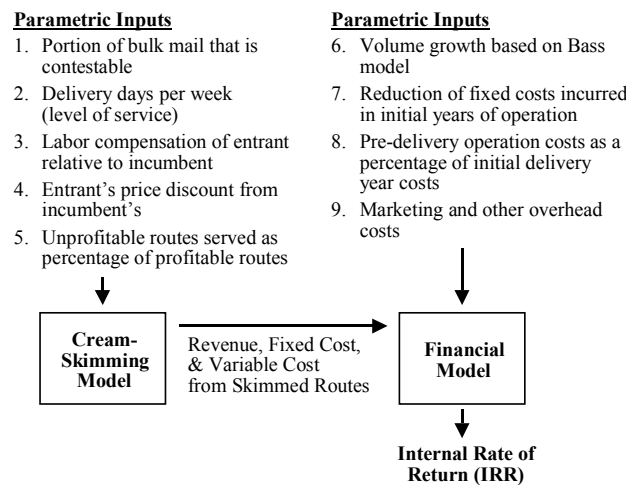 Parametric Inputs
1. Portion of bulk mail that is
contestable
2. Delivery days per week
(level of service)
3. Labor compensation of entrant
relative to incumbent
4. Entrant’s price discount from
incumbent’s
5. Unprofitable routes served as
percentage of profitable routes
Parametric Inputs
6. Volume growth based on Bass
model
7. Reduction of fixed costs incurred
in initial years of operation
8. Pre-delivery operation costs as a
percentage of initial delivery
year costs
9. Marketing and other overhead
costs
Cream-
Skimming
Model
Revenue, Fixed Cost,
& Variable Cost
from Skimmed Routes
Financial
Model
Internal Rate of
Return (IRR)